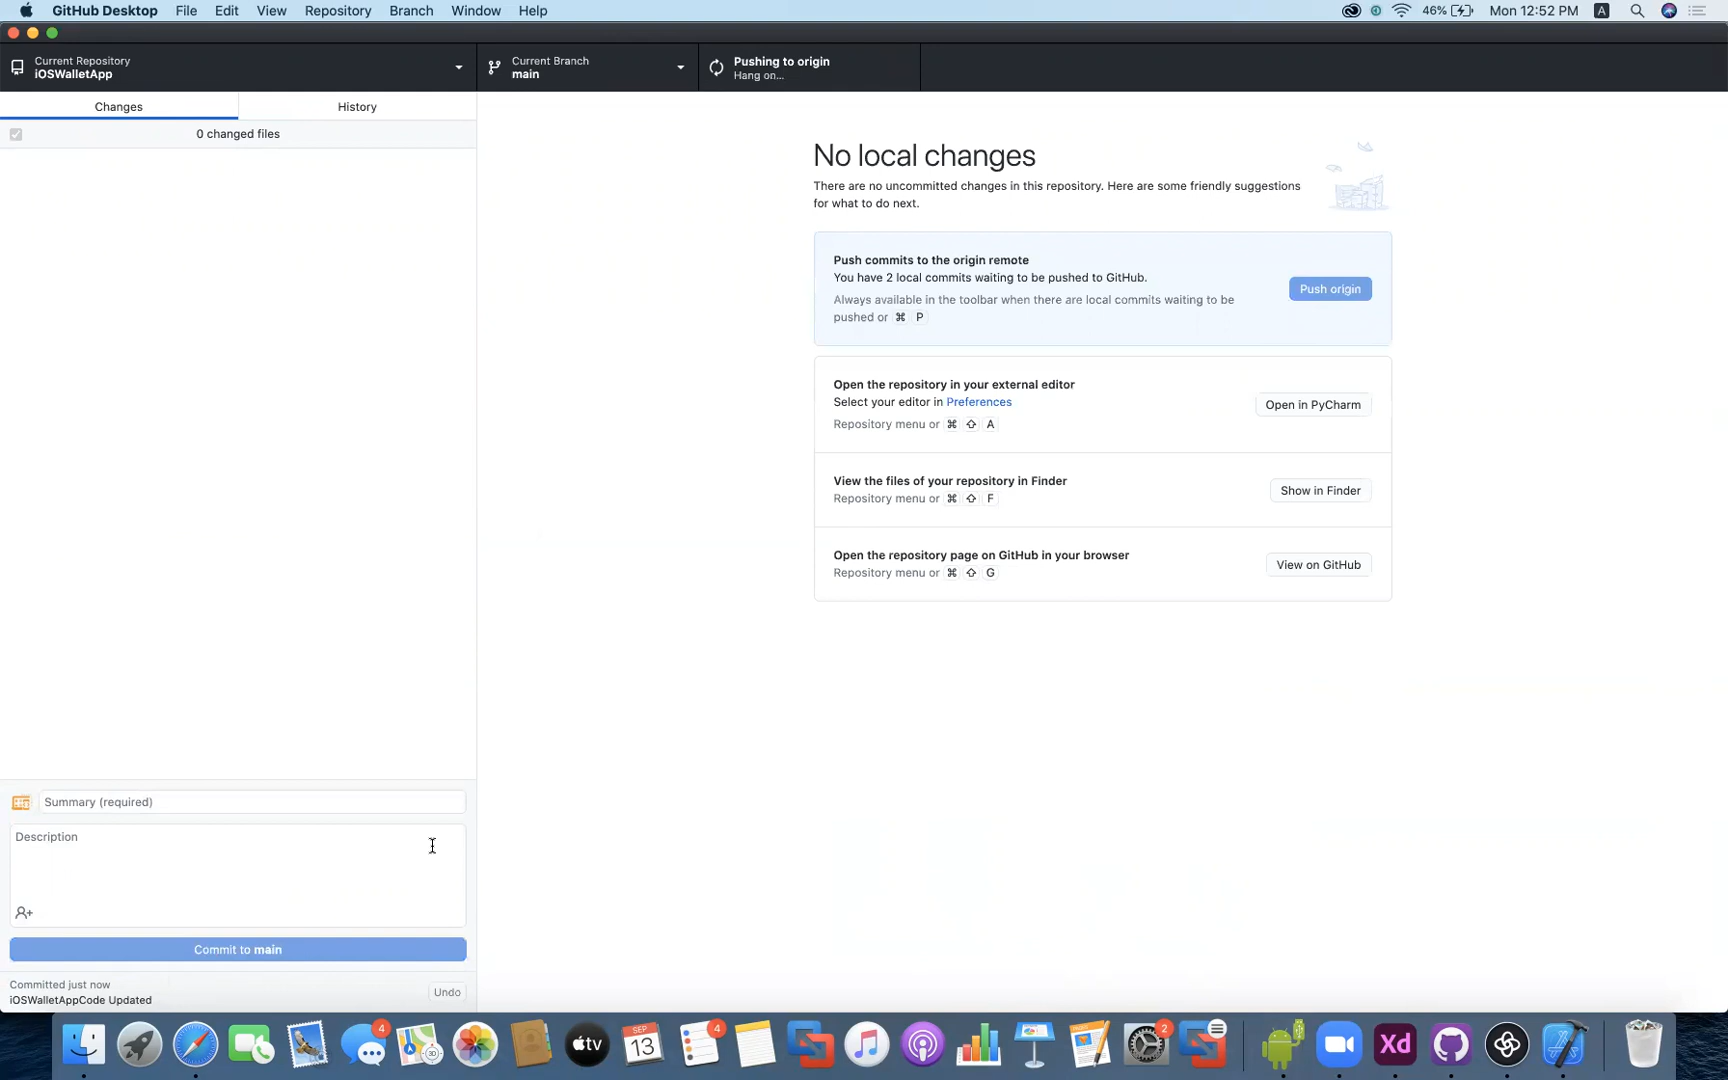 GitHub Desktop File Edit View Repository Branch Window Help 46% Mon 12:52 PM A
Current Repository
iOSWalletApp
Current Branch
main
Pushing to origin
Hang on...
Changes History
0 changed files
No local changes
There are no uncommitted changes in this repository. Here are some friendly suggestions
for what to do next.
Push commits to the origin remote
You have 2 local commits waiting to be pushed to GitHub.
Always available in the toolbar when there are local commits waiting to be
pushed or ⌘ P
Push origin
Open the repository in your external editor
Select your editor in Preferences
Repository menu or ⌘ ⇧ A
Open in PyCharm
View the files of your repository in Finder
Repository menu or ⌘ ⇧ F
Show in Finder
Open the repository page on GitHub in your browser
Repository menu or ⌘ ⇧ G
View on GitHub
Summary (required)
Description
Commit to main
Committed just now
iOSWalletAppCode Updated
Undo
4 tv SEP 13 4 2 Xd